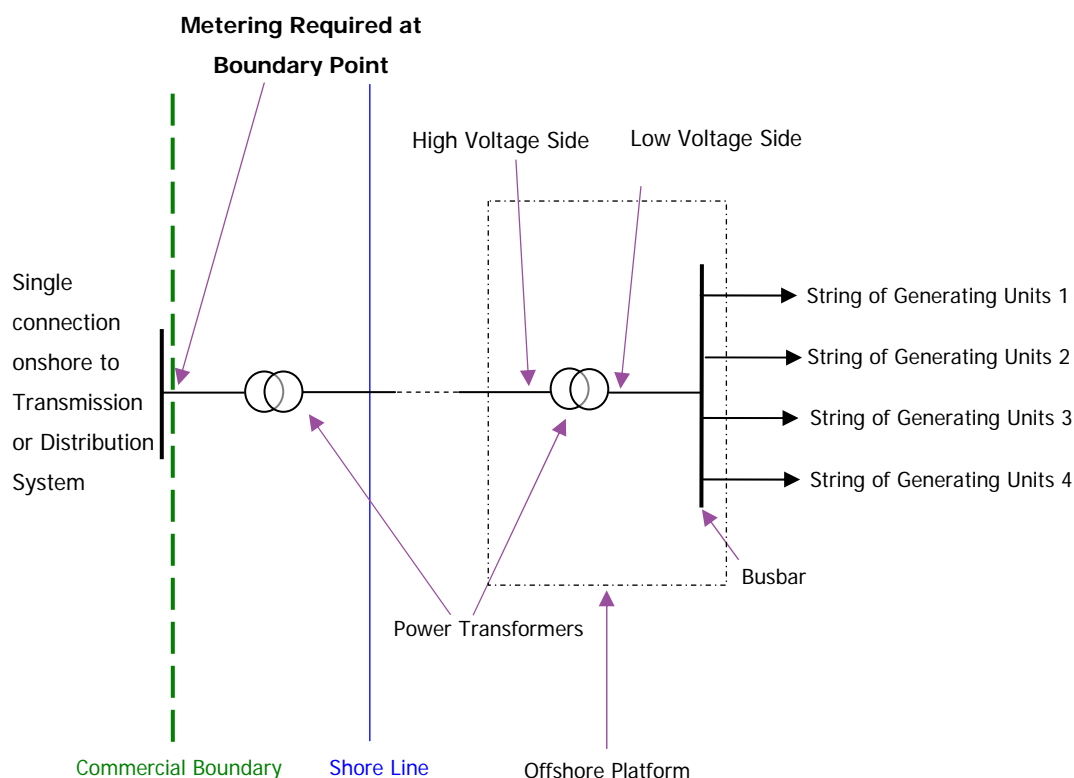 Metering Required at
Boundary Point
High Voltage Side
Low Voltage Side
Single
connection
onshore to
Transmission
or Distribution
System
String of Generating Units 1
String of Generating Units 2
String of Generating Units 3
String of Generating Units 4
Busbar
Power Transformers
Commercial Boundary
Shore Line
Offshore Platform